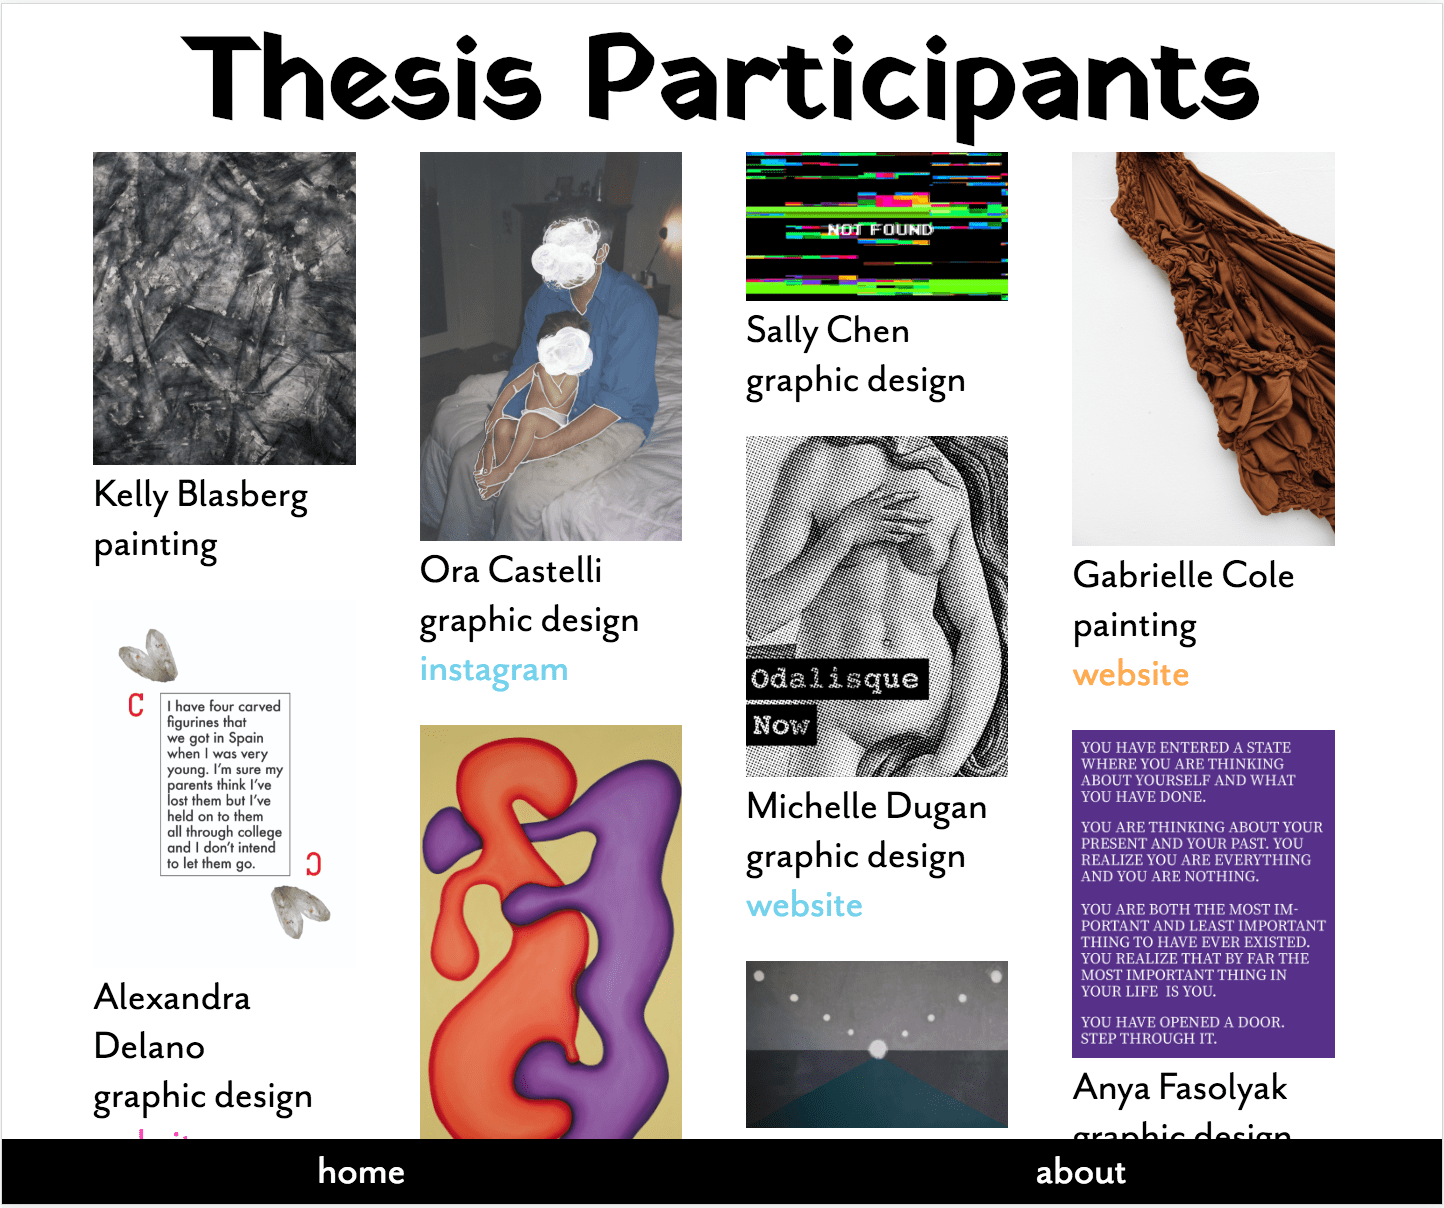 Thesis Participants
Kelly Blasberg
painting
C
I have four carved
figurines that
we got in Spain
when I was very
young. I'm sure my
parents think I've
lost them but I've
held on to them
all through college
and I don't intend
to let them go.
C
Alexandra
Delano
graphic design
website
Ora Castelli
graphic design
instagram
NOT FOUND
Sally Chen
graphic design
Odalisque
Now
Michelle Dugan
graphic design
website
Gabrielle Cole
painting
website
YOU HAVE ENTERED A STATE
WHERE YOU ARE THINKING
ABOUT YOURSELF AND WHAT
YOU HAVE DONE.
YOU ARE THINKING ABOUT YOUR
PRESENT AND YOUR PAST. YOU
REALIZE YOU ARE EVERYTHING
AND YOU ARE NOTHING.
YOU ARE BOTH THE MOST IM-
PORTANT AND LEAST IMPORTANT
THING TO HAVE EVER EXISTED.
YOU REALIZE THAT BY FAR THE
MOST IMPORTANT THING IN
YOUR LIFE  IS YOU.
YOU HAVE OPENED A DOOR.
STEP THROUGH IT.
Anya Fasolyak
graphic design
home
about